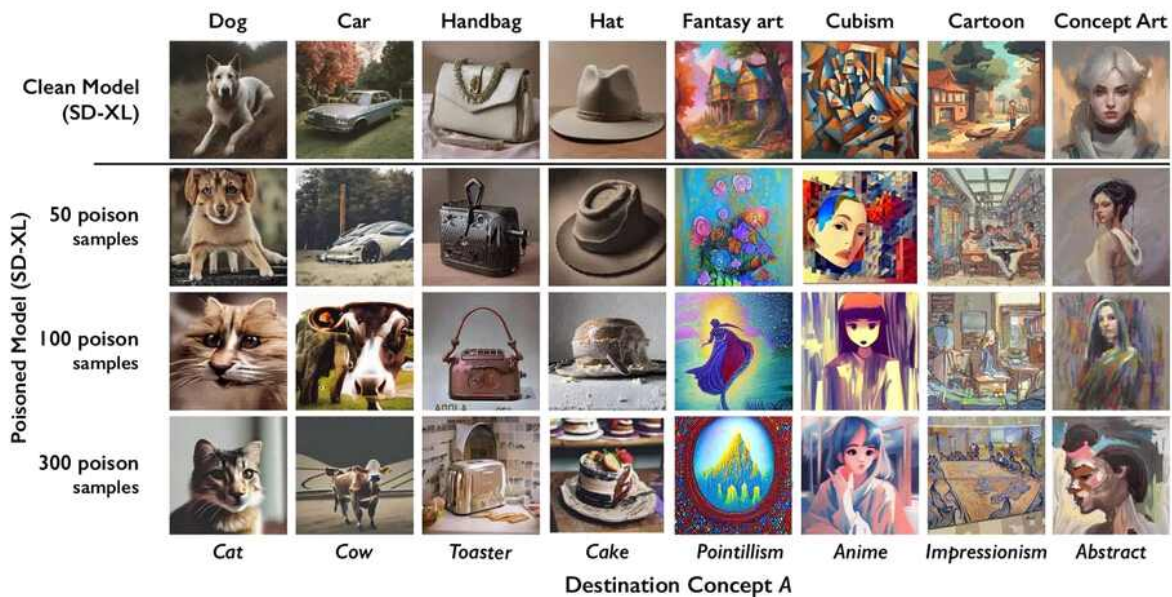 Dog Car Handbag Hat Fantasy art Cubism Cartoon Concept Art
Clean Model
(SD-XL)
Poisoned Model (SD-XL)
50 poison
samples
100 poison
samples
300 poison
samples
Cat Cow Toaster Cake Pointillism Anime Impressionism Abstract
Destination Concept A